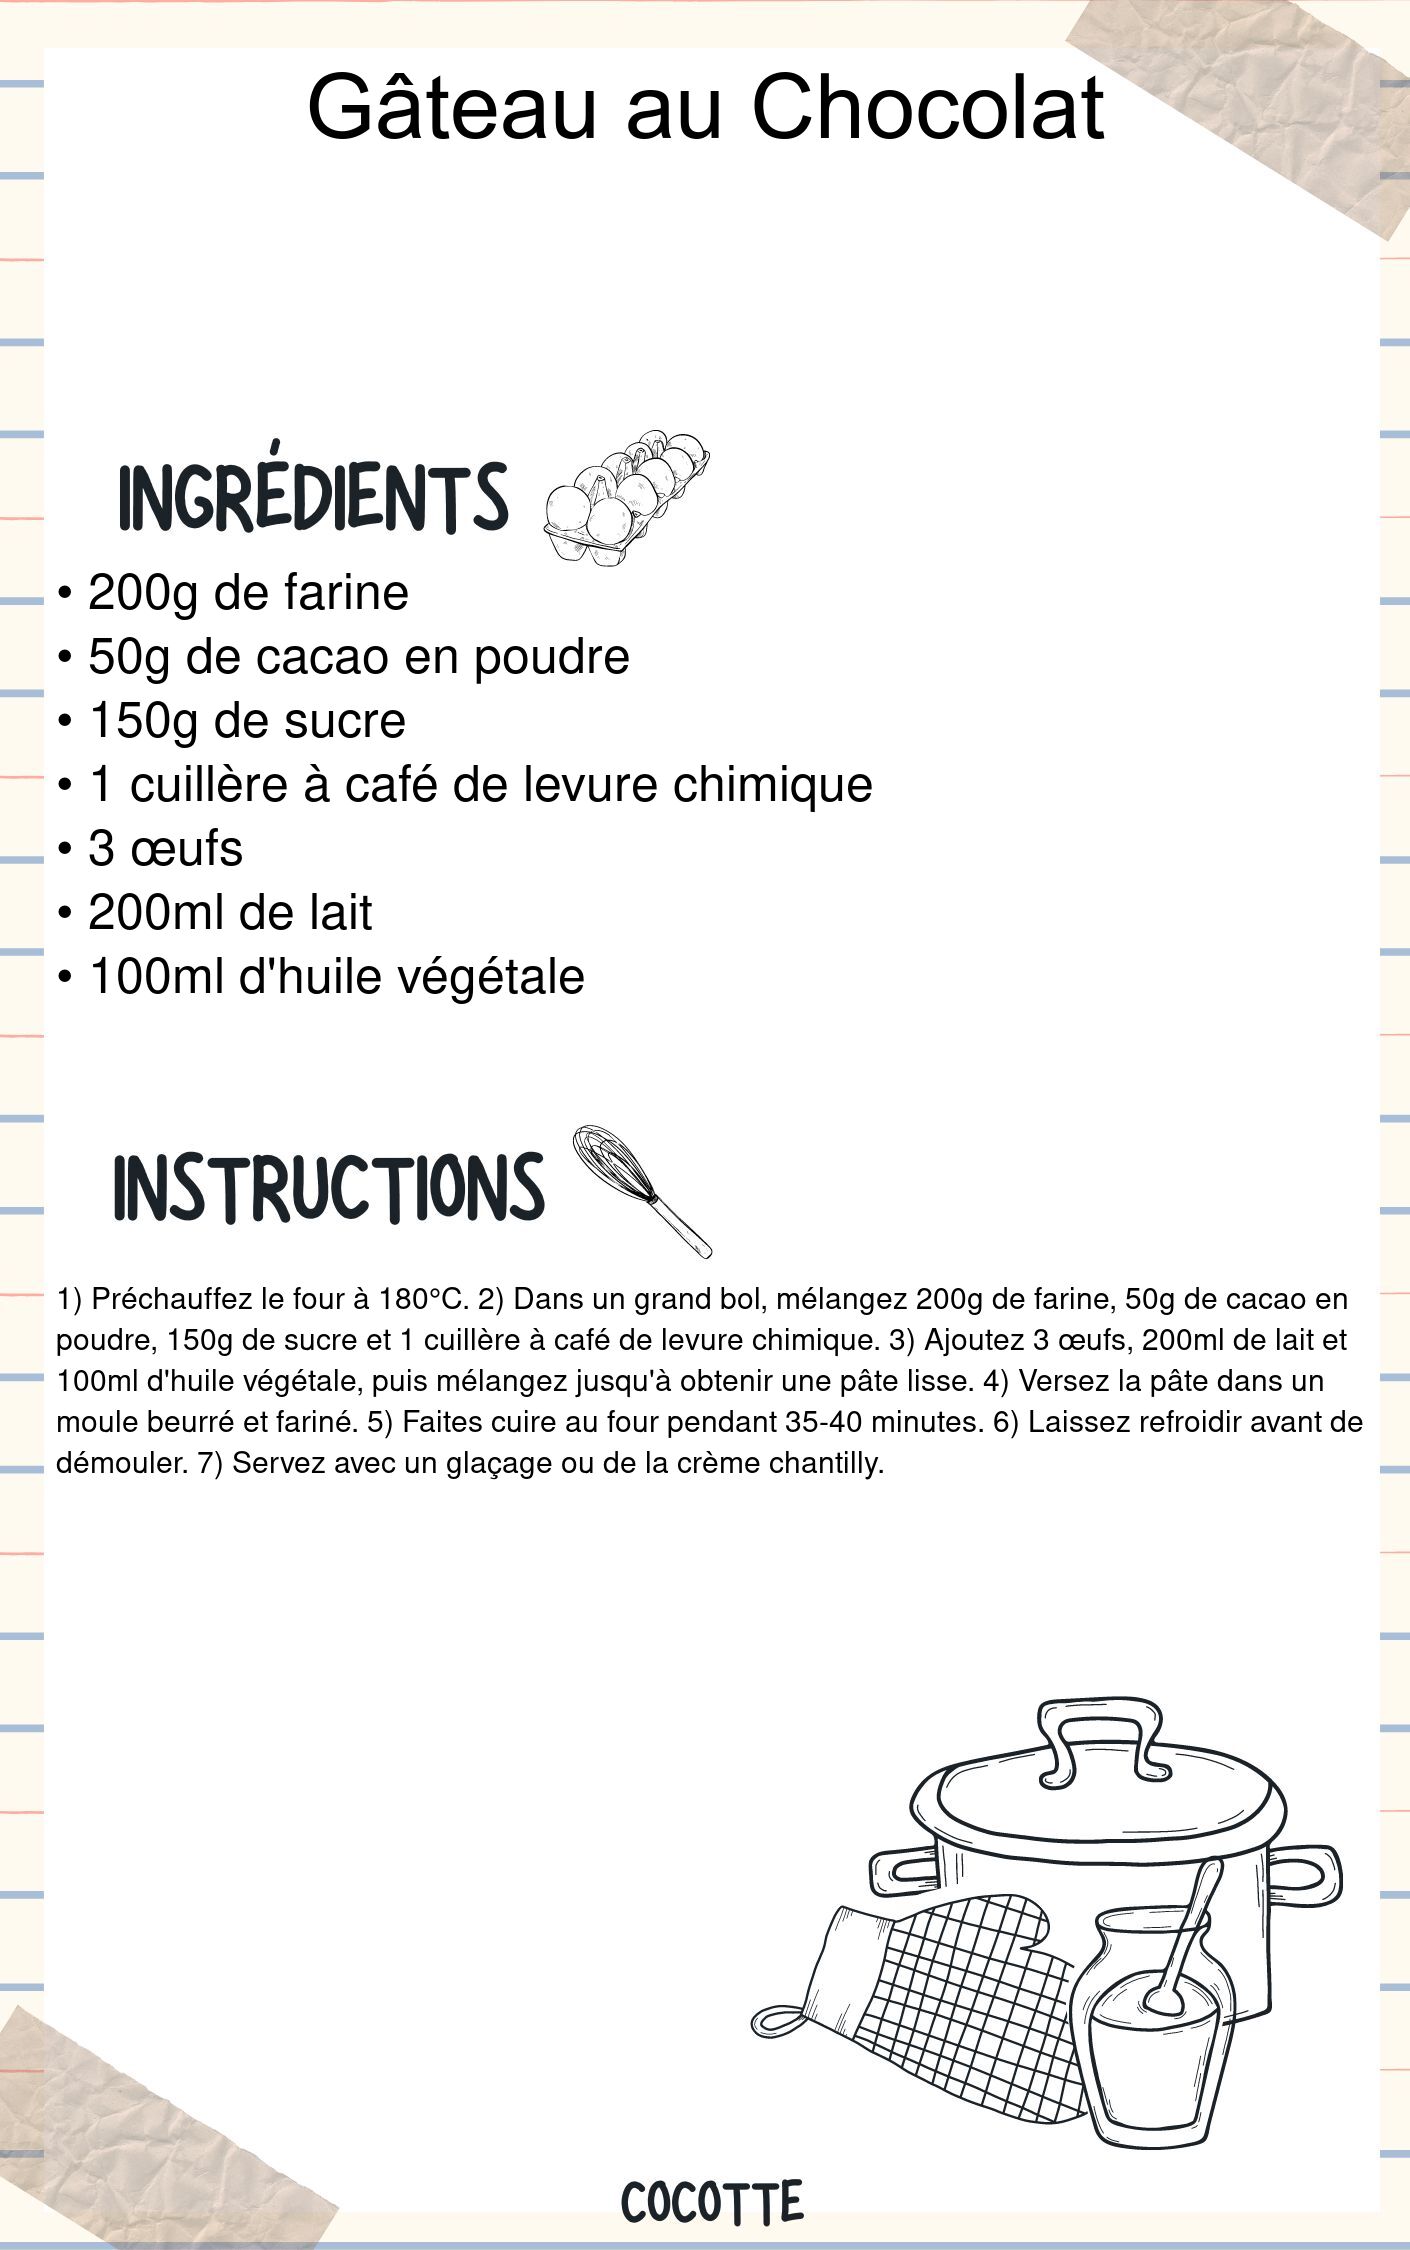 Gâteau au Chocolat
INGRÉDIENTS
• 200g de farine
• 50g de cacao en poudre
• 150g de sucre
• 1 cuillère à café de levure chimique
• 3 œufs
• 200ml de lait
• 100ml d'huile végétale
INSTRUCTIONS
1) Préchauffez le four à 180°C. 2) Dans un grand bol, mélangez 200g de farine, 50g de cacao en
poudre, 150g de sucre et 1 cuillère à café de levure chimique. 3) Ajoutez 3 œufs, 200ml de lait et
100ml d'huile végétale, puis mélangez jusqu'à obtenir une pâte lisse. 4) Versez la pâte dans un
moule beurré et fariné. 5) Faites cuire au four pendant 35-40 minutes. 6) Laissez refroidir avant de
démouler. 7) Servez avec un glaçage ou de la crème chantilly.
COCOTTE